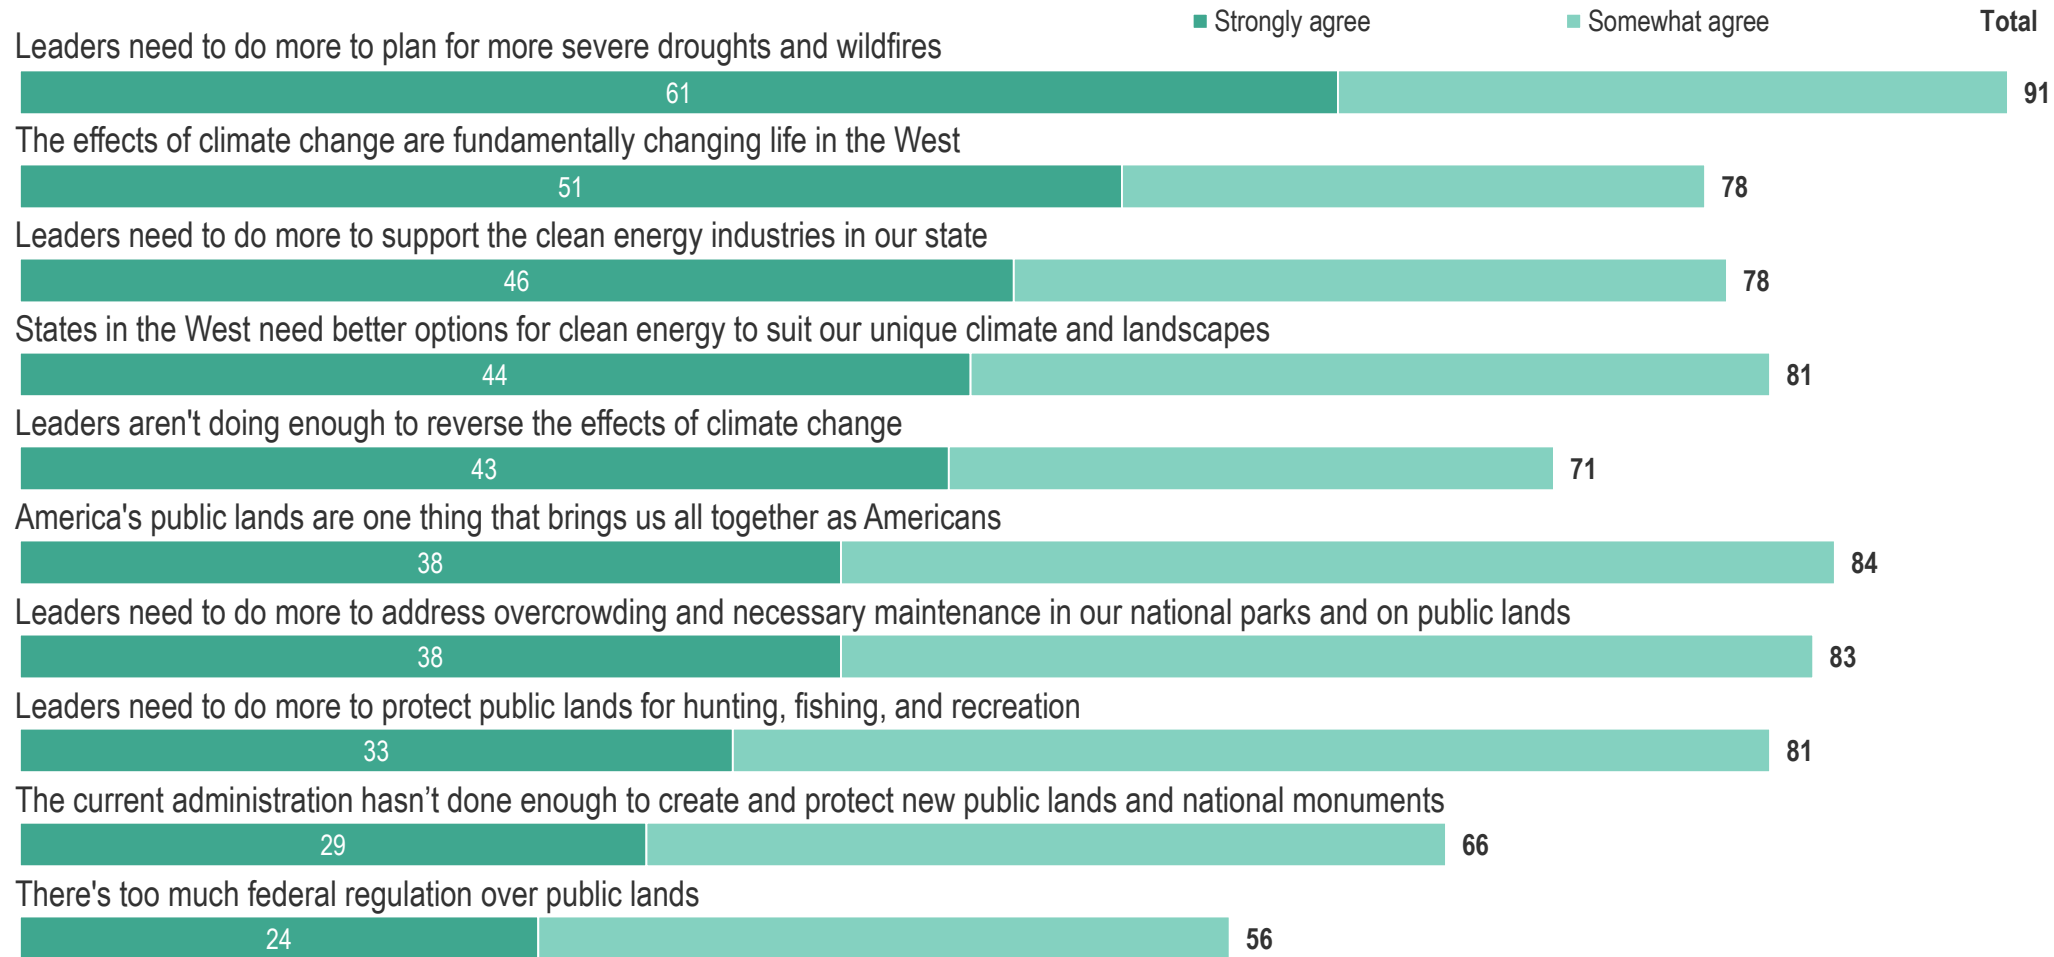 Strongly agree Somewhat agree Total
Leaders need to do more to plan for more severe droughts and wildfires
61 91
The effects of climate change are fundamentally changing life in the West
51 78
Leaders need to do more to support the clean energy industries in our state
46 78
States in the West need better options for clean energy to suit our unique climate and landscapes
44 81
Leaders aren't doing enough to reverse the effects of climate change
43 71
America's public lands are one thing that brings us all together as Americans
38 84
Leaders need to do more to address overcrowding and necessary maintenance in our national parks and on public lands
38 83
Leaders need to do more to protect public lands for hunting, fishing, and recreation
33 81
The current administration hasn’t done enough to create and protect new public lands and national monuments
29 66
There's too much federal regulation over public lands
24 56